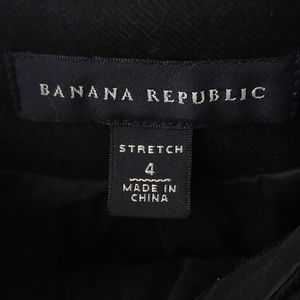 BANANA REPUBLIC
STRETCH
4
MADE IN
CHINA